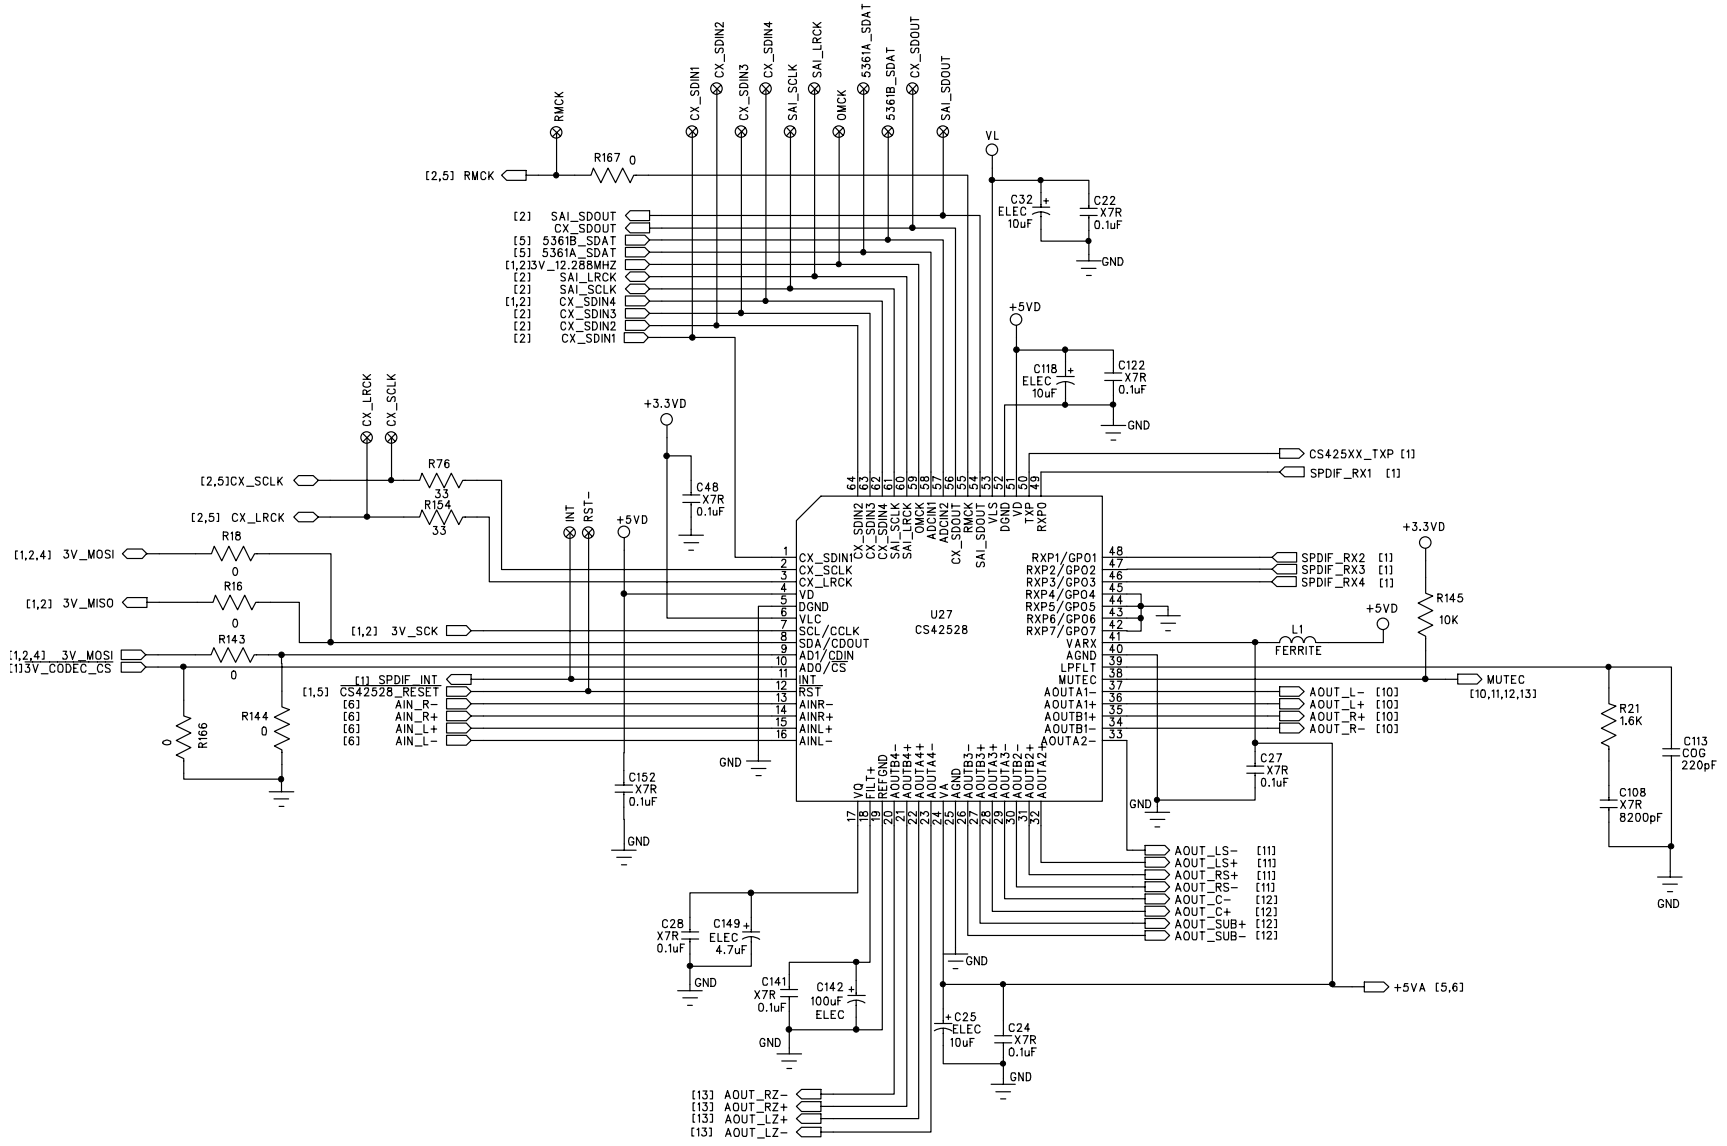 CX_SDIN1
CX_SDIN2
CX_SDIN3
CX_SDIN4
SAI_SCLK
SAI_LRCK
OMCK
5361A_SDAT
5361B_SDAT
CX_SDOUT
SAI_SDOUT
RMCK
VL
[2,5] RMCK
R167 0
[2] SAI_SDOUT
CX_SDOUT
[5] 5361B_SDAT
[5] 5361A_SDAT
[1,2]3V_12.288MHZ
[2] SAI_LRCK
[2] SAI_SCLK
[1,2] CX_SDIN4
[2] CX_SDIN3
[2] CX_SDIN2
[2] CX_SDIN1
C32
ELEC
10uF
+
C22
X7R
0.1uF
GND
+5VD
C118
ELEC
10uF
+
C122
X7R
0.1uF
GND
CX_LRCK
CX_SCLK
+3.3VD
C48
X7R
0.1uF
[2,5]CX_SCLK
R76
33
[2,5] CX_LRCK
R154
33
INT
RST-
+5VD
CS425XX_TXP [1]
SPDIF_RX1 [1]
[1,2,4] 3V_MOSI
R18
0
[1,2] 3V_MISO
R16
0
[1,2] 3V_SCK
[1,2,4] 3V_MOSI
R143
0
[1]3V_CODEC_CS
[1] SPDIF_INT
[1,5] CS42528_RESET
[6] AIN_R-
[6] AIN_R+
[6] AIN_L+
[6] AIN_L-
R166
0
R144
0
64 63 62 61 60 59 58 57 56 55 54 53 52 51 50 49
CX_SDIN2
CX_SDIN3
CX_SDIN4
SAI_SCLK
SAI_LRCK
OMCK
ADCIN1
ADCIN2
CX_SDOUT
RMCK
SAI_SDOUT
VLS
DGND
VD
TXP
RXP0
1 CX_SDIN1
2 CX_SCLK
3 CX_LRCK
4 VD
5 DGND
6 VLC
7 SCL/CCLK
8 SDA/CDOUT
9 AD1/CDIN
10 AD0/CS
11 INT
12 RST
13 AINR-
14 AINR+
15 AINL+
16 AINL-
U27
CS42528
RXP1/GPO1 48
RXP2/GPO2 47
RXP3/GPO3 46
RXP4/GPO4 45
RXP5/GPO5 44
RXP6/GPO6 43
RXP7/GPO7 42
VARX 41
AGND 40
LPFLT 39
MUTEC 38
AOUTA1- 37
AOUTA1+ 36
AOUTB1+ 35
AOUTB1- 34
AOUTA2- 33
VQ
FILT+
REFGND
AOUTB4-
AOUTB4+
AOUTA4+
AOUTA4-
VA
AGND
AOUTB3-
AOUTB3+
AOUTA3+
AOUTA3-
AOUTB2-
AOUTB2+
AOUTA2+
17 18 19 20 21 22 23 24 25 26 27 28 29 30 31 32
SPDIF_RX2 [1]
SPDIF_RX3 [1]
SPDIF_RX4 [1]
+3.3VD
R145
10K
+5VD
L1
FERRITE
MUTEC
[10,11,12,13]
AOUT_L- [10]
AOUT_L+ [10]
AOUT_R+ [10]
AOUT_R- [10]
R21
1.6K
C113
COG
220pF
C108
X7R
8200pF
GND
C27
X7R
0.1uF
GND
GND
C152
X7R
0.1uF
GND
AOUT_LS- [11]
AOUT_LS+ [11]
AOUT_RS+ [11]
AOUT_RS- [11]
AOUT_C- [12]
AOUT_C+ [12]
AOUT_SUB+ [12]
AOUT_SUB- [12]
C28
X7R
0.1uF
C149
ELEC
4.7uF
+
GND
C141
X7R
0.1uF
C142
100uF
ELEC
+
GND
GND
+5VA [5,6]
+
C25
ELEC
10uF
C24
X7R
0.1uF
GND
[13] AOUT_RZ-
[13] AOUT_RZ+
[13] AOUT_LZ+
[13] AOUT_LZ-